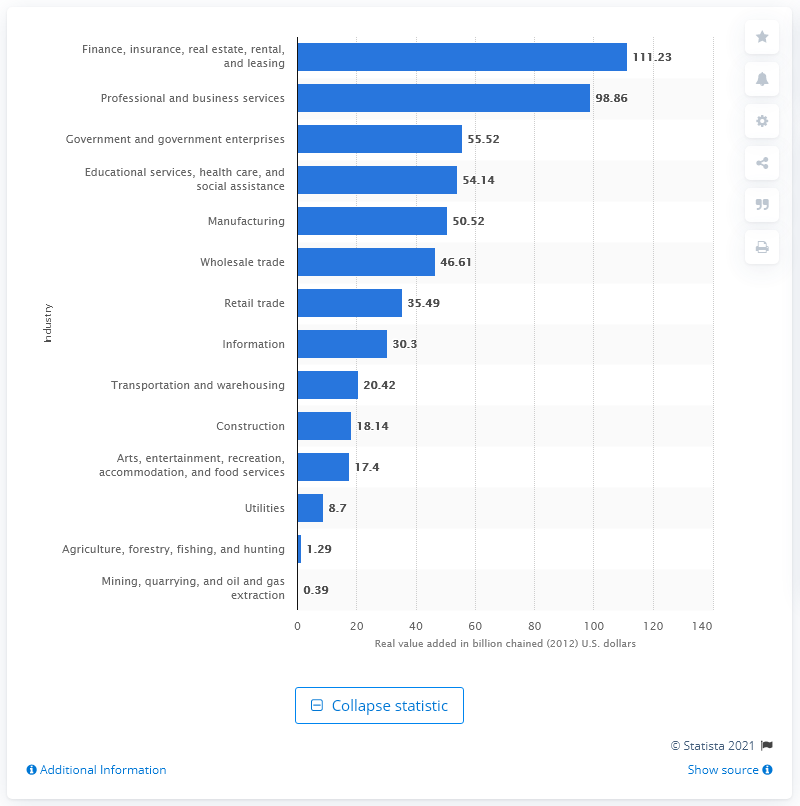 Finance, insurance, real estate, rental,
and leasing
111.23
Professional and business services
98.86
Government and government enterprises
55.52
Educational services, health care, and
social assistance
54.14
Manufacturing
50.52
Wholesale trade
46.61
Industry
Retail trade
35.49
Information
30.3
Transportation and warehousing
20.42
Construction
18.14
Arts, entertainment, recreation,
accommodation, and food services
17.4
Utilities
8.7
Agriculture, forestry, fishing, and hunting
1.29
Mining, quarrying, and oil and gas
extraction
0.39
0 20 40 60 80 100 120 140
Real value added in billion chained (2012) U.S. dollars
Collapse statistic
© Statista 2021
Additional Information
Show source